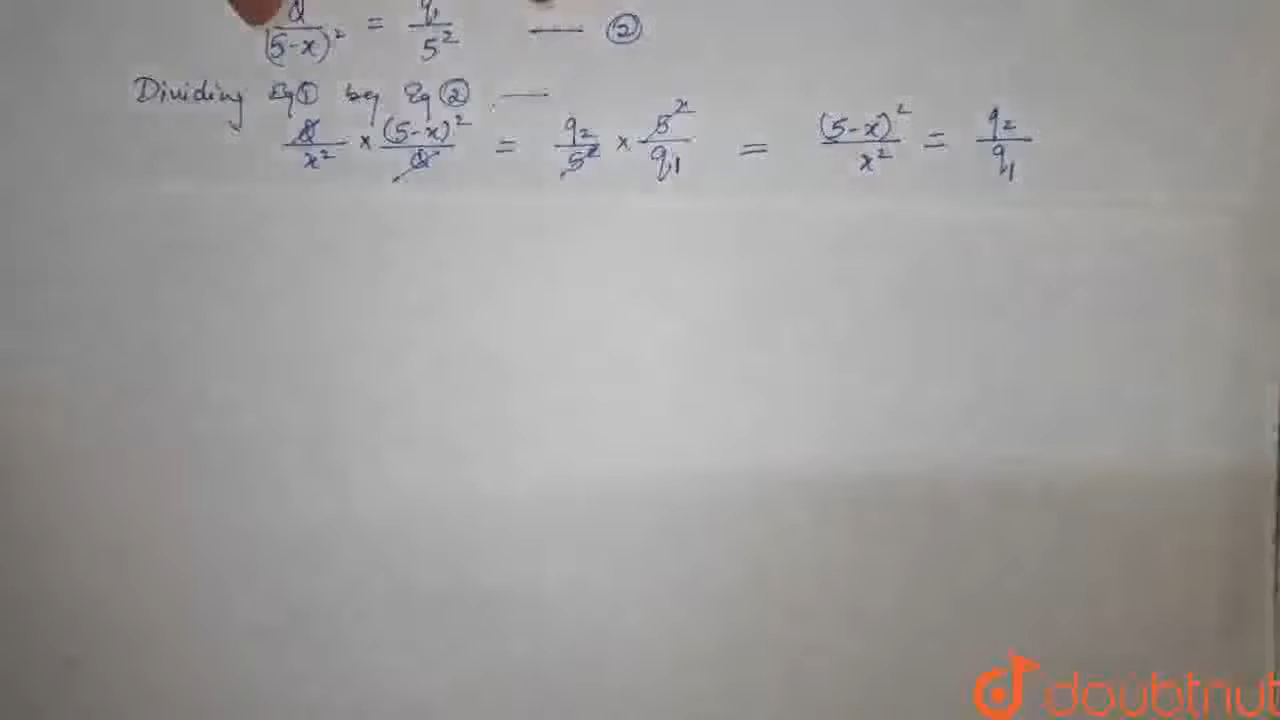 Q/(5-x)² = q₁/5² — ②
Dividing Eq① by Eq② —
Q/x² × (5-x)²/Q = q₂/5² × 5²/q₁ = (5-x)²/x² = q₂/q₁
doubtnut